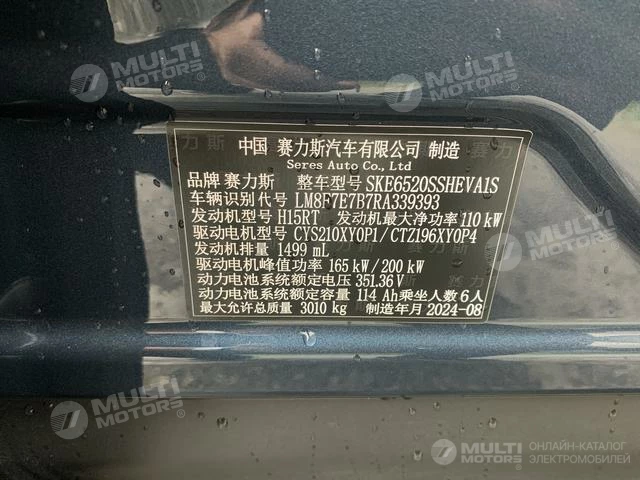 MULTI
MOTORS®
MULTI
MOTORS®
中国 赛力斯汽车有限公司 制造
Seres Auto Co., Ltd
品牌 赛力斯 整车型号 SKE6520SSHEVA1S
车辆识别代号 LM8F7E7B7RA339393
发动机型号 H15RT 发动机最大净功率 110 kW
驱动电机型号 CYS210XY0P1/CTZ196XY0P4
发动机排量 1499 mL
驱动电机峰值功率 165 kW/200 kW
动力电池系统额定电压 351.36 V
动力电池系统额定容量 114 Ah 乘坐人数 6人
最大允许总质量 3010 kg 制造年月 2024-08
MULTI
MOTORS®
MULTI
MOTORS®
ОНЛАЙН-КАТАЛОГ
ЭЛЕКТРОМОБИЛЕЙ